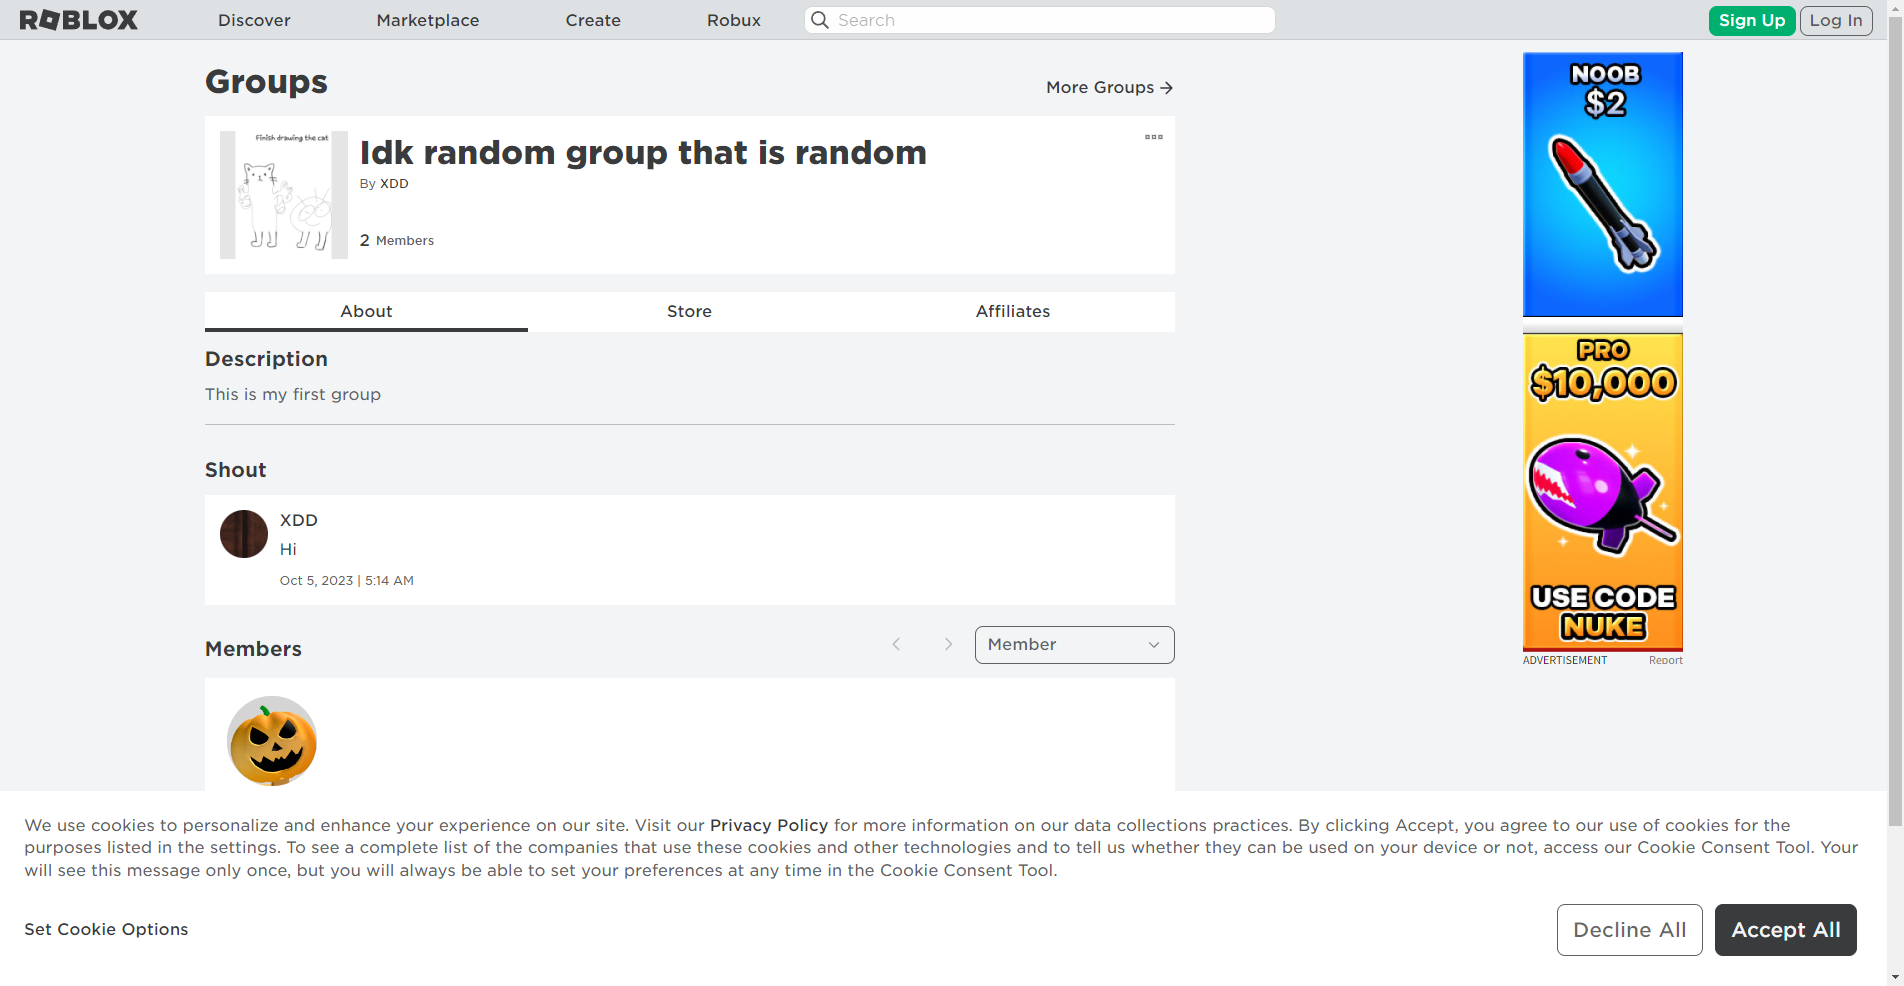 ROBLOX
Discover
Marketplace
Create
Robux
Search
Sign Up
Log In
Groups
More Groups →
Finish drawing the cat
Idk random group that is random
By XDD
2 Members
About
Store
Affiliates
Description
This is my first group
Shout
XDD
Hi
Oct 5, 2023 | 5:14 AM
Members
Member
NOOB
$2
PRO
$10,000
USE CODE
NUKE
ADVERTISEMENT
Report
We use cookies to personalize and enhance your experience on our site. Visit our Privacy Policy for more information on our data collections practices. By clicking Accept, you agree to our use of cookies for the
purposes listed in the settings. To see a complete list of the companies that use these cookies and other technologies and to tell us whether they can be used on your device or not, access our Cookie Consent Tool. Your
will see this message only once, but you will always be able to set your preferences at any time in the Cookie Consent Tool.
Set Cookie Options
Decline All
Accept All